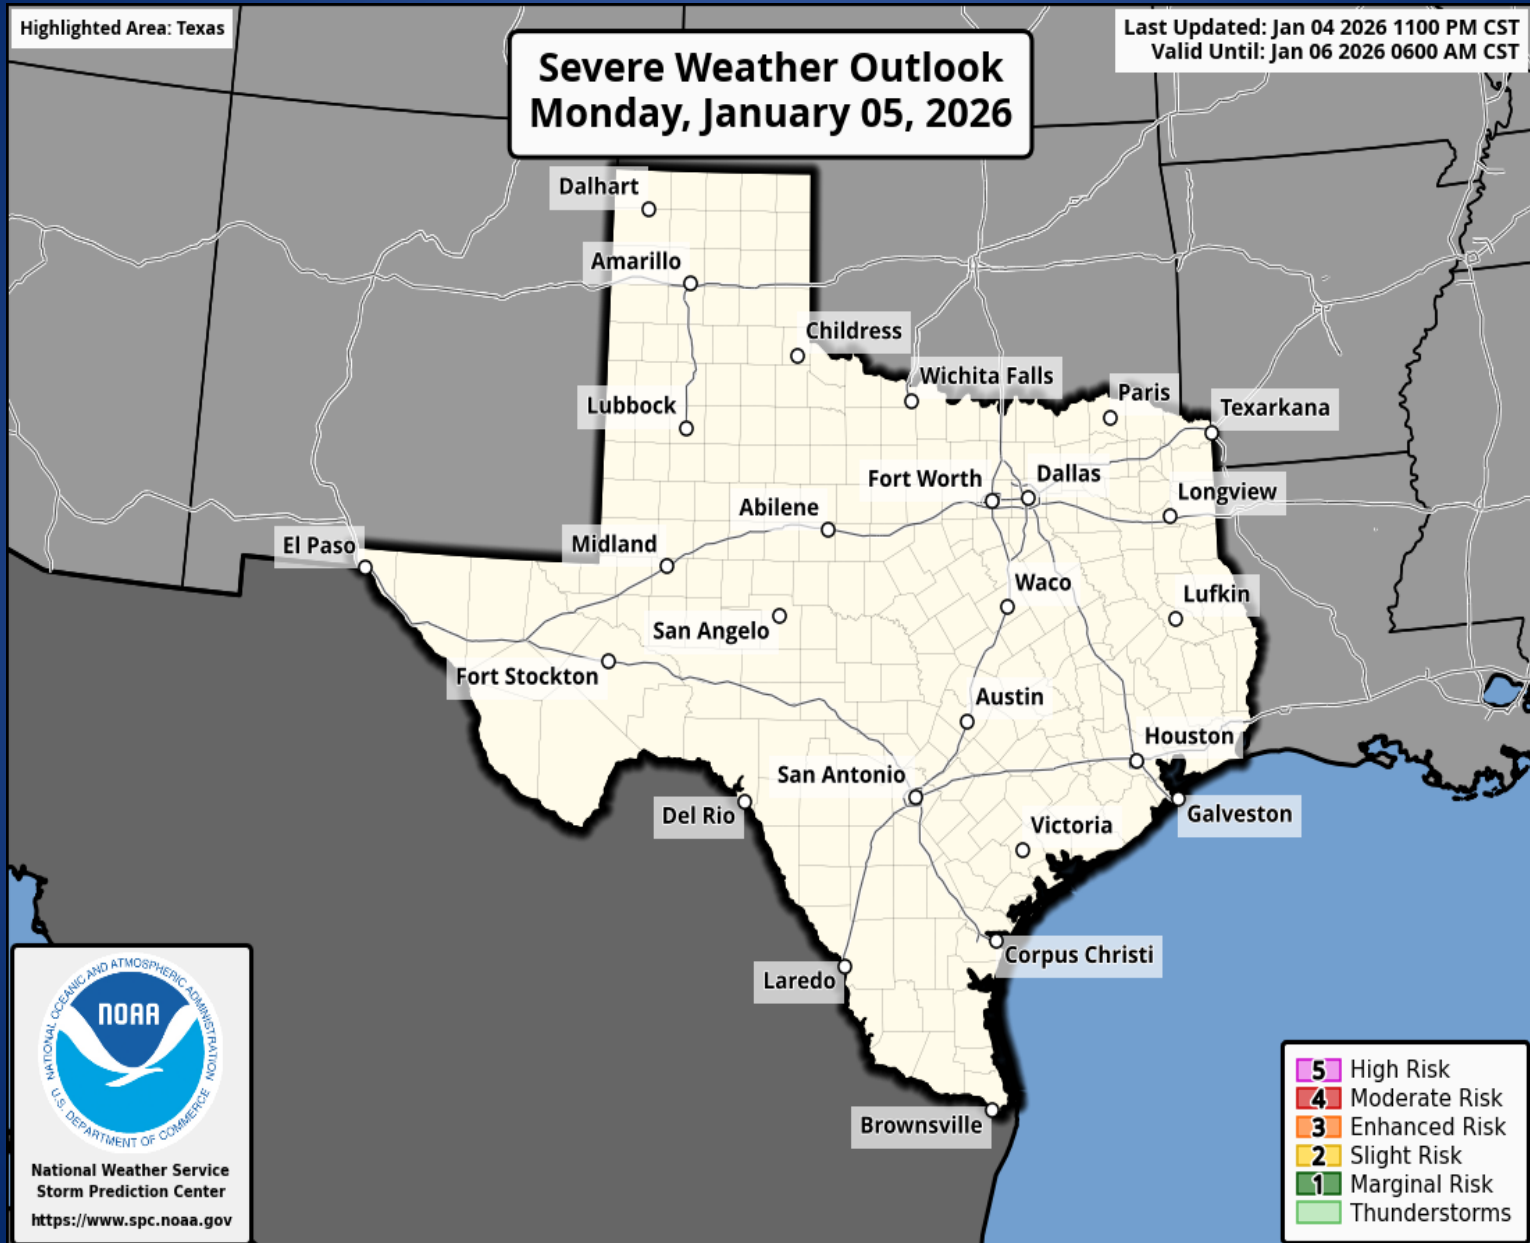 Highlighted Area: Texas
Severe Weather Outlook
Monday, January 05, 2026
Last Updated: Jan 04 2026 1100 PM CST
Valid Until: Jan 06 2026 0600 AM CST
Dalhart
Amarillo
Childress
Wichita Falls
Paris
Texarkana
Lubbock
Fort Worth
Dallas
Longview
Abilene
El Paso
Midland
Waco
Lufkin
San Angelo
Fort Stockton
Austin
Houston
San Antonio
Del Rio
Galveston
Victoria
Corpus Christi
Laredo
Brownsville
NATIONAL OCEANIC AND ATMOSPHERIC ADMINISTRATION
NOAA
U.S. DEPARTMENT OF COMMERCE
National Weather Service
Storm Prediction Center
https://www.spc.noaa.gov
5 High Risk
4 Moderate Risk
3 Enhanced Risk
2 Slight Risk
1 Marginal Risk
Thunderstorms